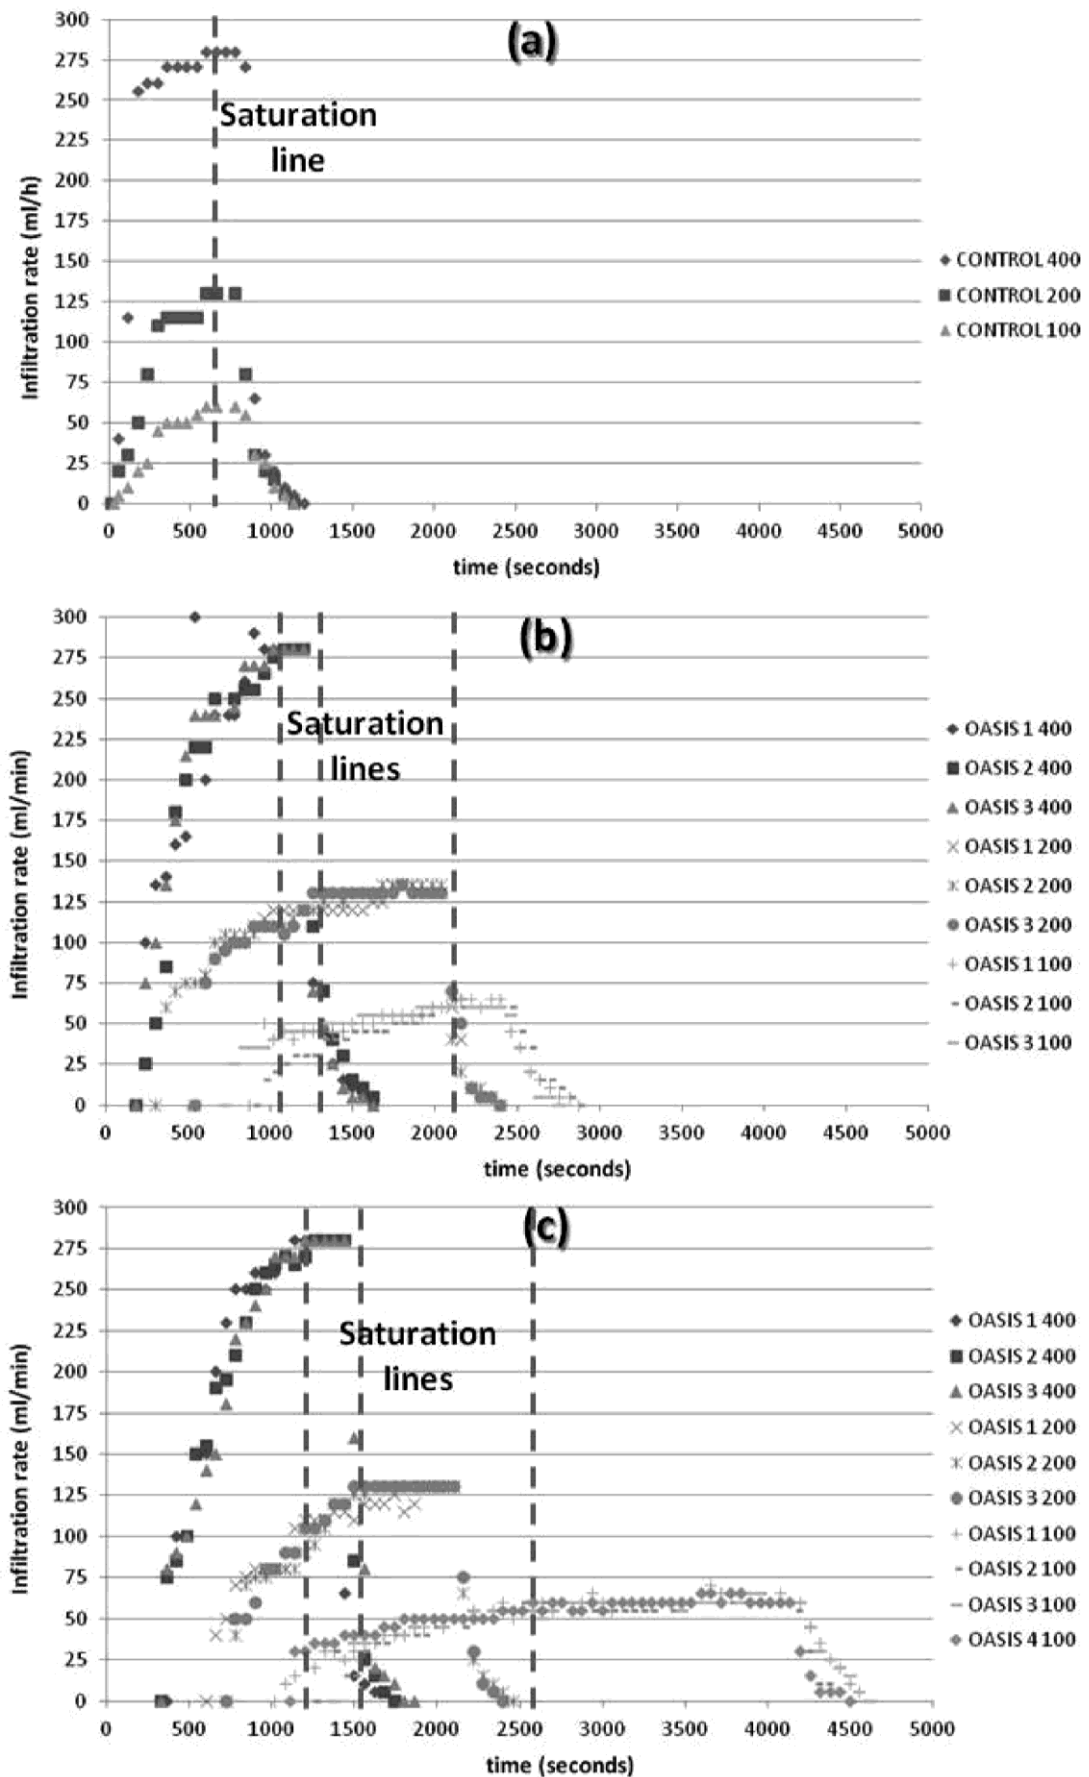 (a)
300
275
250
225
200
175
150
125
100
75
50
25
0
Infiltration rate (ml/h)
Saturation
line
0 500 1000 1500 2000 2500 3000 3500 4000 4500 5000
time (seconds)
CONTROL 400
CONTROL 200
CONTROL 100
(b)
300
275
250
225
200
175
150
125
100
75
50
25
0
Infiltration rate (ml/min)
Saturation
lines
0 500 1000 1500 2000 2500 3000 3500 4000 4500 5000
time (seconds)
OASIS 1 400
OASIS 2 400
OASIS 3 400
OASIS 1 200
OASIS 2 200
OASIS 3 200
OASIS 1 100
OASIS 2 100
OASIS 3 100
(c)
300
275
250
225
200
175
150
125
100
75
50
25
0
Infiltration rate (ml/min)
Saturation
lines
0 500 1000 1500 2000 2500 3000 3500 4000 4500 5000
time (seconds)
OASIS 1 400
OASIS 2 400
OASIS 3 400
OASIS 1 200
OASIS 2 200
OASIS 3 200
OASIS 1 100
OASIS 2 100
OASIS 3 100
OASIS 4 100